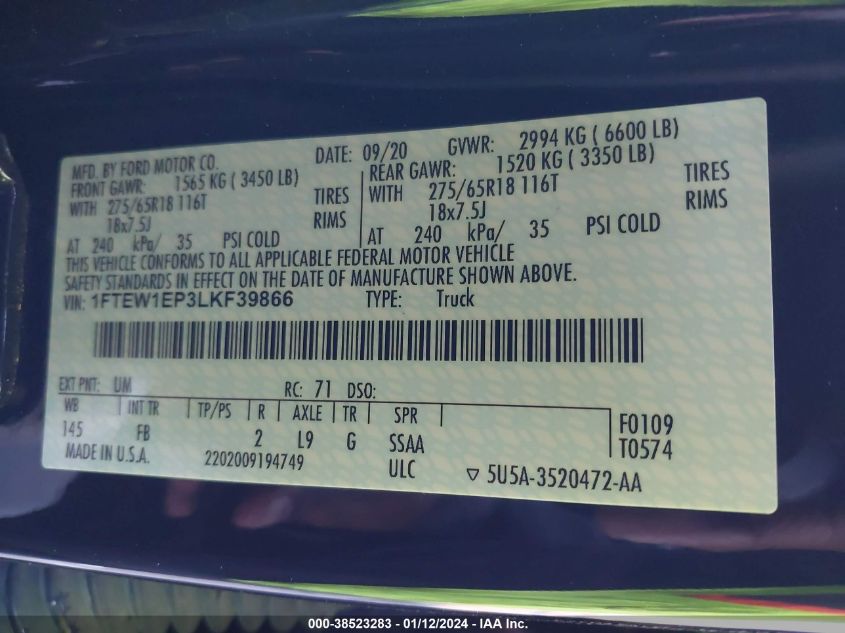 MFD. BY FORD MOTOR CO. DATE: 09/20 GVWR: 2994 KG ( 6600 LB)
FRONT GAWR: 1565 KG ( 3450 LB) REAR GAWR: 1520 KG ( 3350 LB)
WITH 275/65R18 116T TIRES WITH 275/65R18 116T TIRES
18x7.5J RIMS 18x7.5J RIMS
AT 240 kPa/ 35 PSI COLD AT 240 kPa/ 35 PSI COLD
THIS VEHICLE CONFORMS TO ALL APPLICABLE FEDERAL MOTOR VEHICLE
SAFETY STANDARDS IN EFFECT ON THE DATE OF MANUFACTURE SHOWN ABOVE.
VIN: 1FTEW1EP3LKF39866 TYPE: Truck
EXT PNT: UM RC: 71 DSO:
WB INT TR TP/PS R AXLE TR SPR
145 FB 2 L9 G SSAA F0109
T0574
MADE IN U.S.A. 2202009194749 ULC ▽ 5U5A-3520472-AA
000-38523283 - 01/12/2024 - IAA Inc.